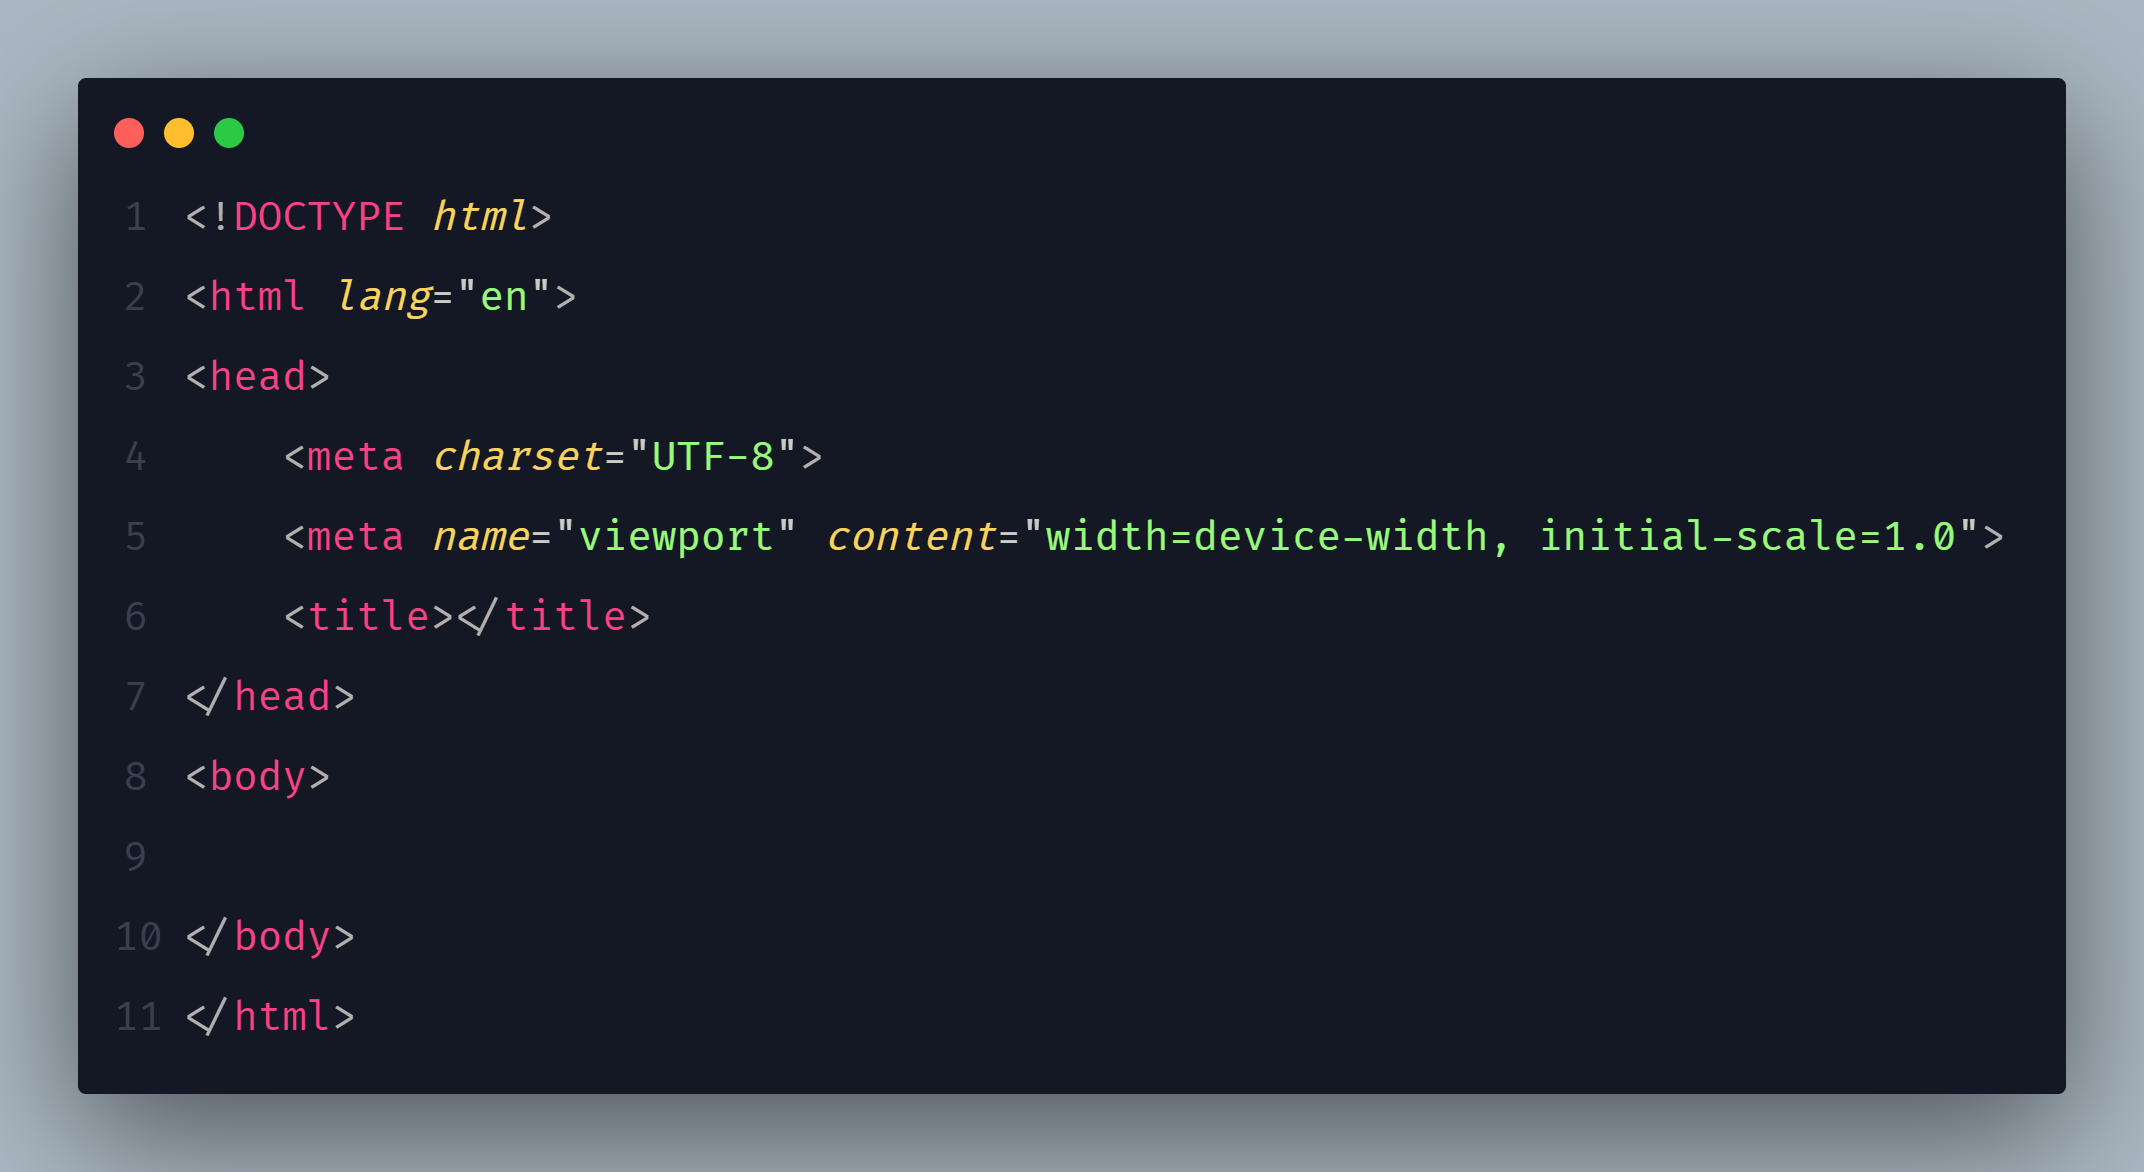 1 <!DOCTYPE html>
2 <html lang="en">
3 <head>
4     <meta charset="UTF-8">
5     <meta name="viewport" content="width=device-width, initial-scale=1.0">
6     <title></title>
7 </head>
8 <body>
9
10 </body>
11 </html>